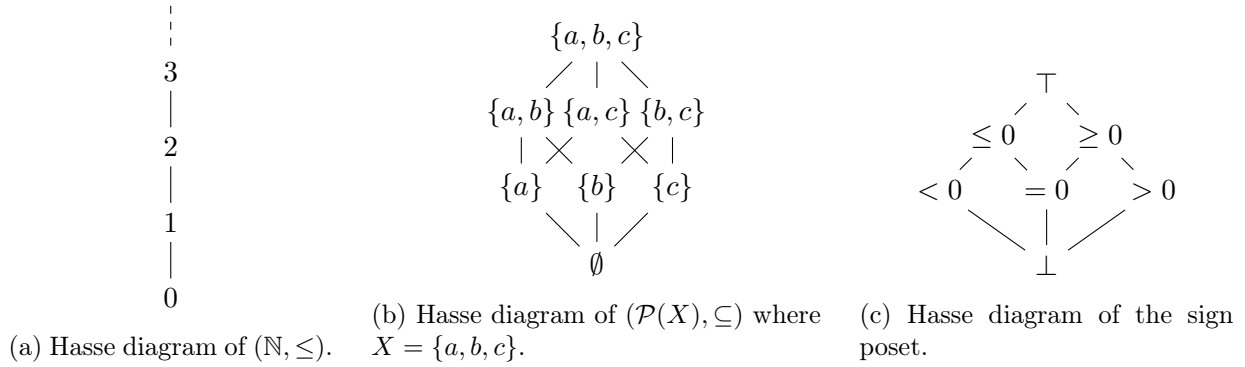 3
2
1
0
(a) Hasse diagram of (ℕ, ≤).
{a, b, c}
{a, b} {a, c} {b, c}
{a} {b} {c}
∅
(b) Hasse diagram of (𝒫(X), ⊆) where
X = {a, b, c}.
⊤
≤ 0 ≥ 0
< 0 = 0 > 0
⊥
(c) Hasse diagram of the sign
poset.